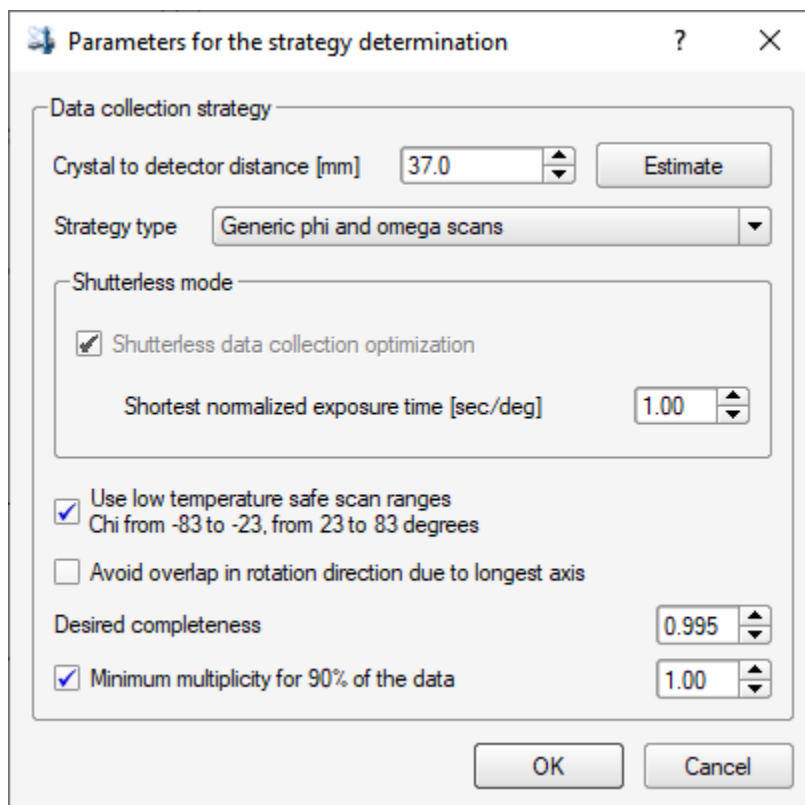 Parameters for the strategy determination ?
Data collection strategy
Crystal to detector distance [mm] 37.0 Estimate
Strategy type Generic phi and omega scans
Shutterless mode
Shutterless data collection optimization
Shortest normalized exposure time [sec/deg] 1.00
Use low temperature safe scan ranges
Chi from -83 to -23, from 23 to 83 degrees
Avoid overlap in rotation direction due to longest axis
Desired completeness 0.995
Minimum multiplicity for 90% of the data 1.00
OK Cancel